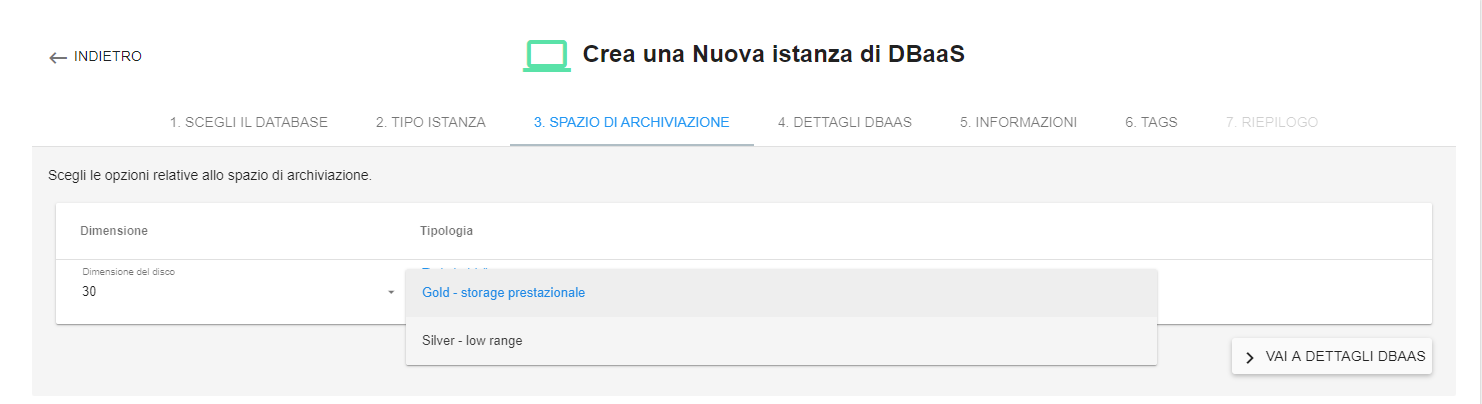 INDIETRO
Crea una Nuova istanza di DBaaS
1. SCEGLI IL DATABASE 2. TIPO ISTANZA 3. SPAZIO DI ARCHIVIAZIONE 4. DETTAGLI DBAAS 5. INFORMAZIONI 6. TAGS 7. RIEPILOGO
Scegli le opzioni relative allo spazio di archiviazione.
Dimensione Tipologia
Dimensione del disco
30
Gold - storage prestazionale
Silver - low range
VAI A DETTAGLI DBAAS